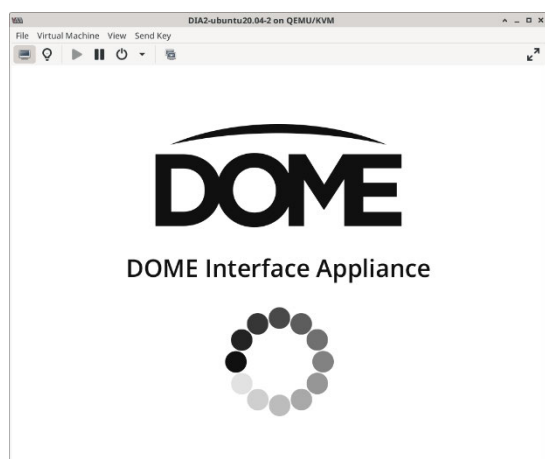 DIA2-ubuntu20.04-2 on QEMU/KVM
File Virtual Machine View Send Key
DOME
DOME Interface Appliance